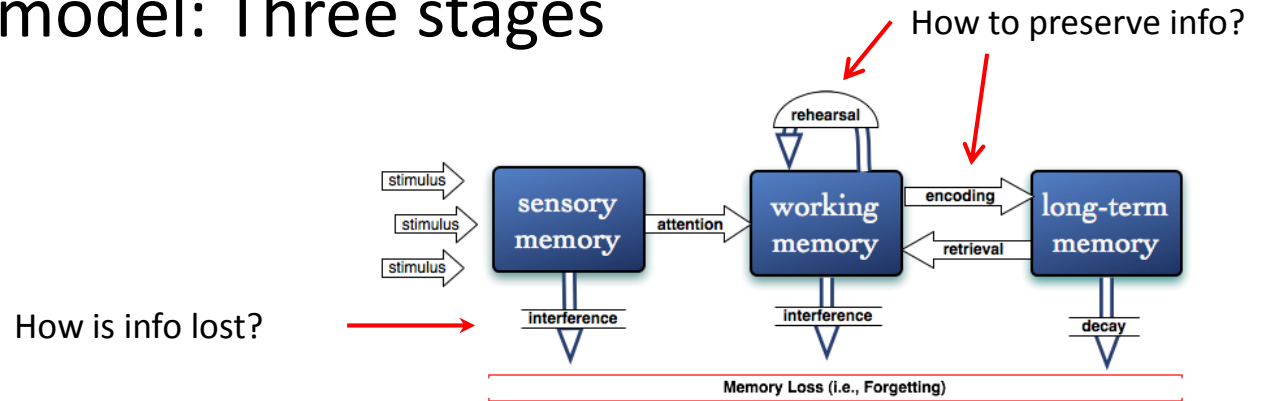 model: Three stages
How to preserve info?
rehearsal
stimulus
stimulus
stimulus
sensory
memory
attention
working
memory
encoding
retrieval
long-term
memory
How is info lost?
interference
interference
decay
Memory Loss (i.e., Forgetting)